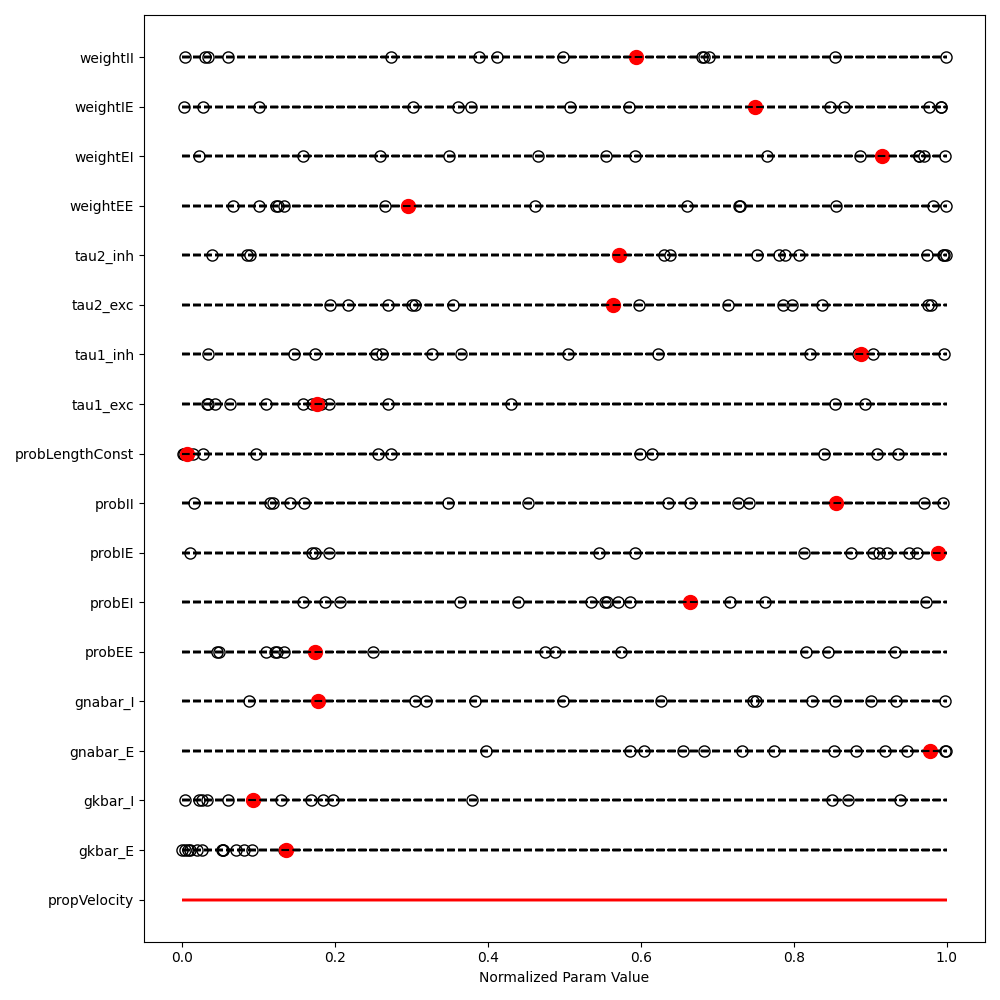 weightII
weightIE
weightEI
weightEE
tau2_inh
tau2_exc
tau1_inh
tau1_exc
probLengthConst
probII
probIE
probEI
probEE
gnabar_I
gnabar_E
gkbar_I
gkbar_E
propVelocity
0.0 0.2 0.4 0.6 0.8 1.0
Normalized Param Value